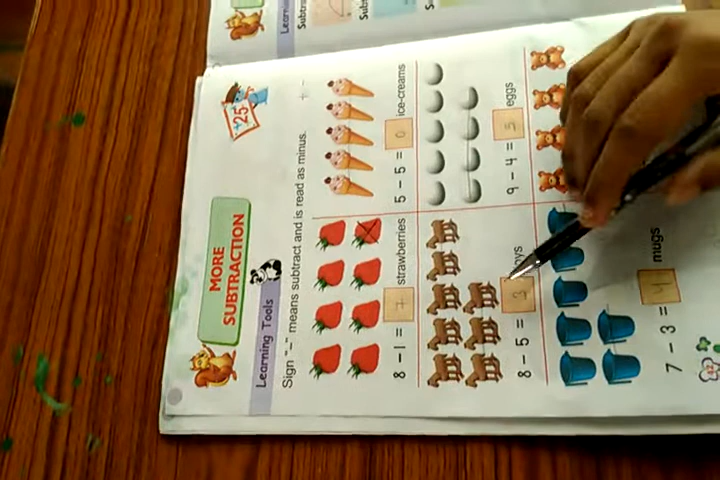 +25
MORE
SUBTRACTION
Learning Tools
Sign "–" means subtract and is read as minus.
+ -
8 – 1 = 7 strawberries
5 – 5 = 0 ice-creams
8 – 5 = 3
9 – 4 = 5 eggs
7 – 3 = 4 mugs